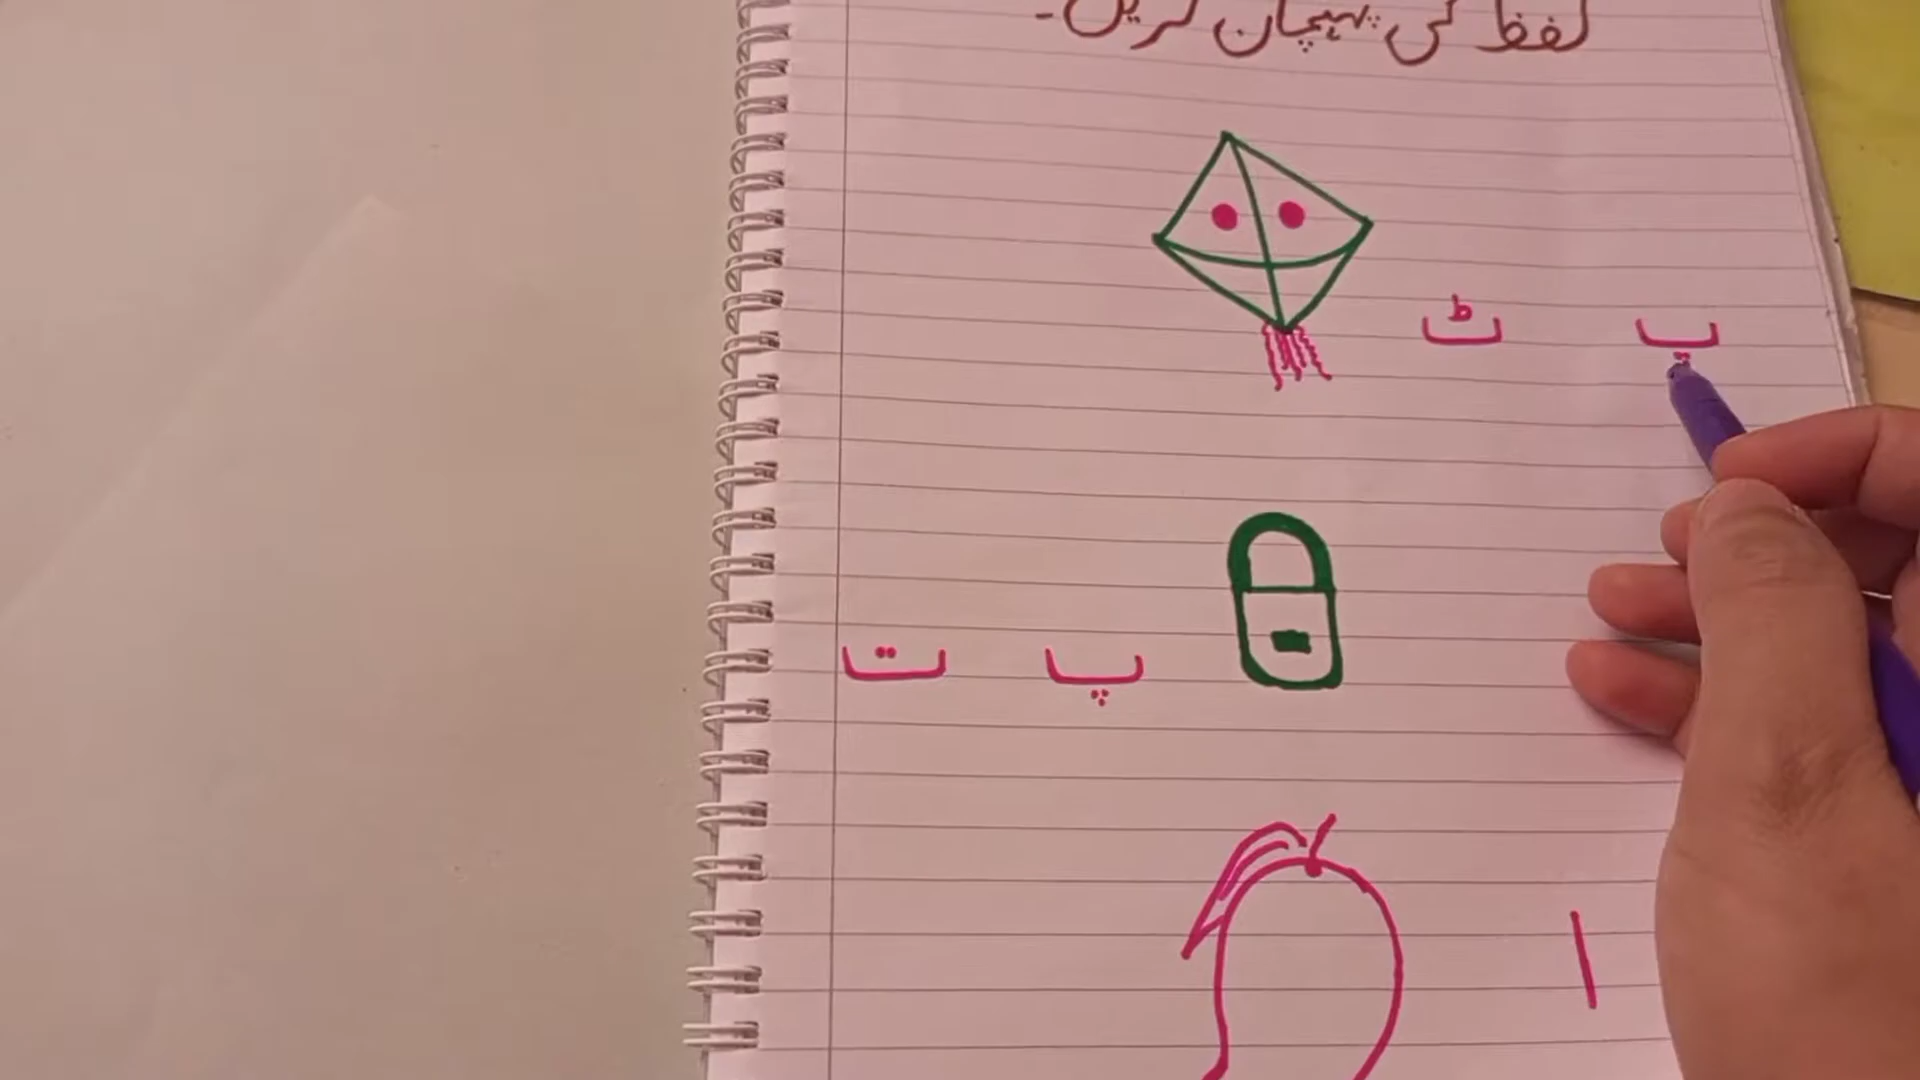 لفظ کی پہچان کریں۔
پ ٹ
پ ت
ا